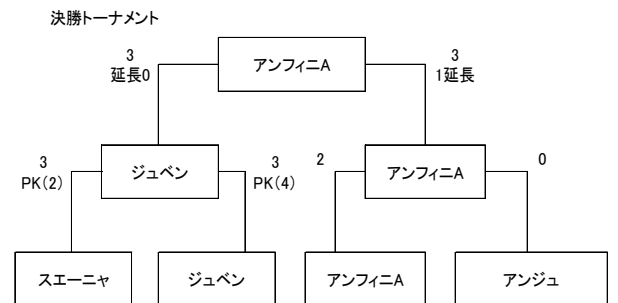 決勝トーナメント
3
延長0
アンフィニA
3
1延長
3
PK(2)
ジュベン
3
PK(4)
2
アンフィニA
0
スエーニャ
ジュベン
アンフィニA
アンジュ